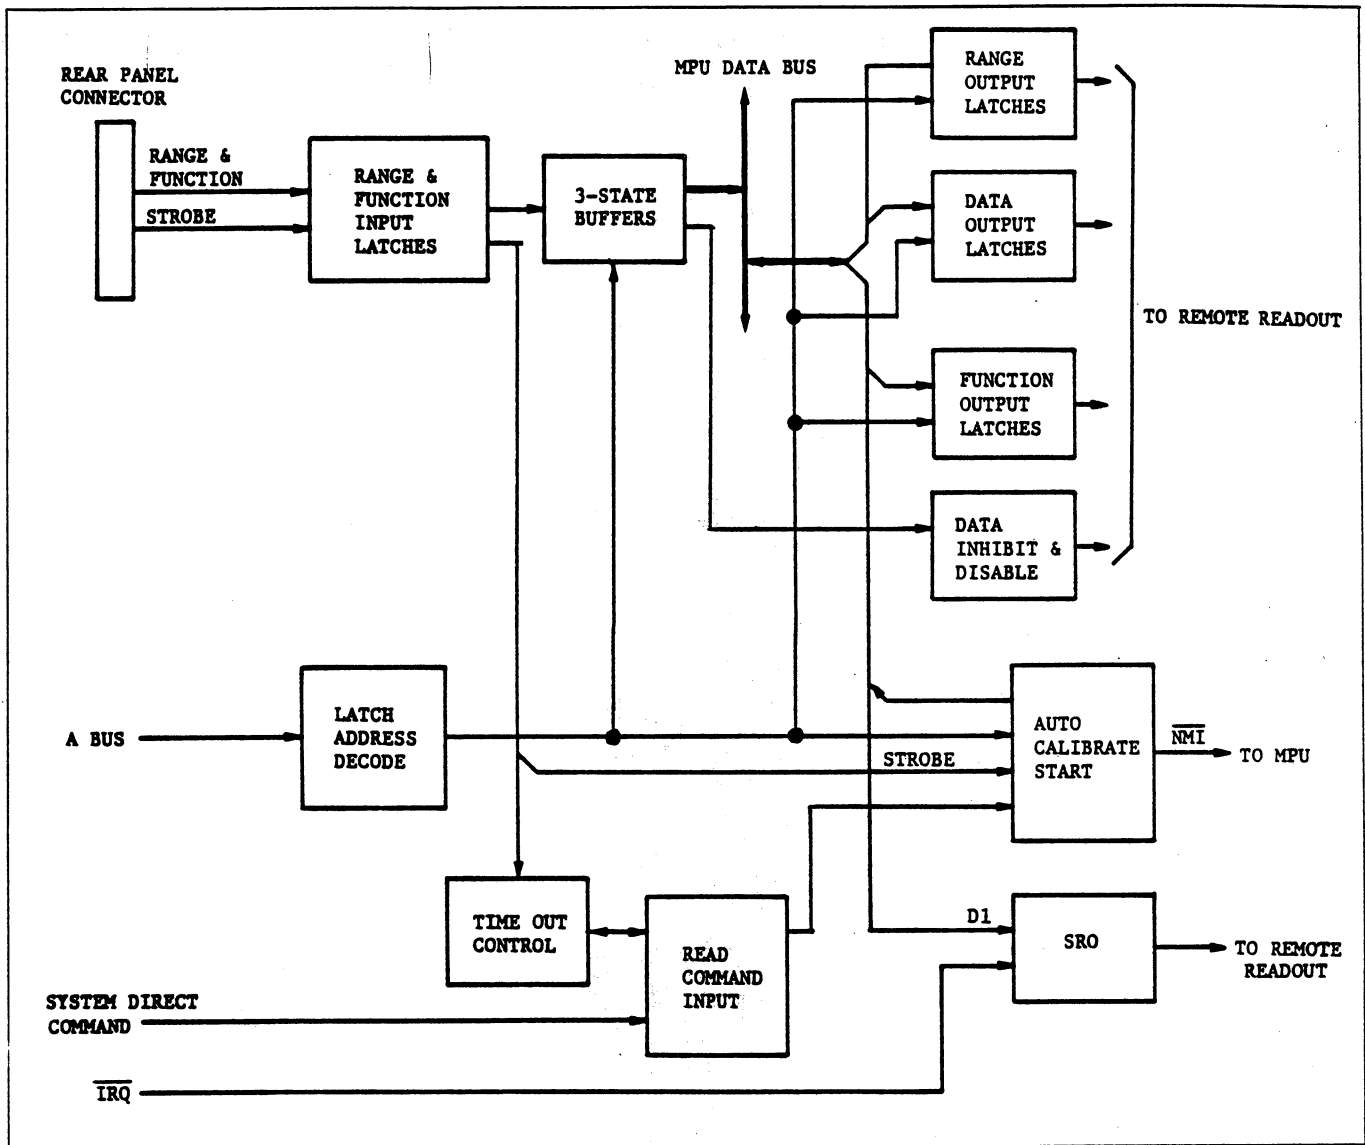 REAR PANEL
CONNECTOR
RANGE &
FUNCTION
STROBE
RANGE &
FUNCTION
INPUT
LATCHES
3-STATE
BUFFERS
MPU DATA BUS
RANGE
OUTPUT
LATCHES
DATA
OUTPUT
LATCHES
TO REMOTE READOUT
FUNCTION
OUTPUT
LATCHES
DATA
INHIBIT &
DISABLE
A BUS
LATCH
ADDRESS
DECODE
STROBE
AUTO
CALIBRATE
START
NMI
TO MPU
TIME OUT
CONTROL
READ
COMMAND
INPUT
D1
SRO
TO REMOTE
READOUT
SYSTEM DIRECT
COMMAND
IRQ